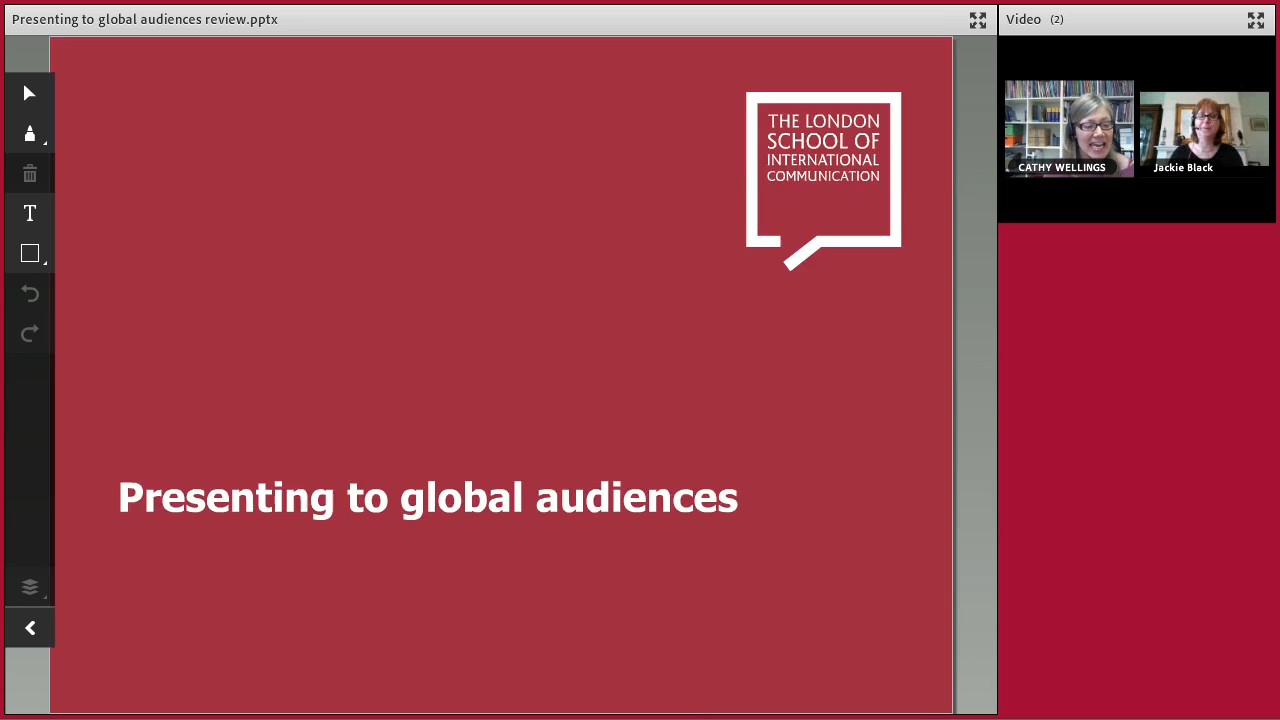 Presenting to global audiences review.pptx
Video (2)
THE LONDON
SCHOOL OF
INTERNATIONAL
COMMUNICATION
CATHY WELLINGS
Jackie Black
T
Presenting to global audiences